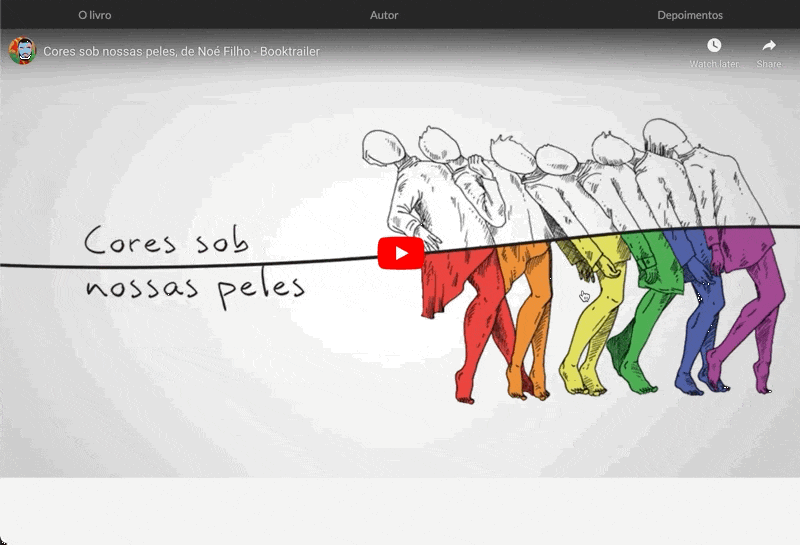 O livro
Autor
Depoimentos
Cores sob nossas peles, de Noé Filho - Booktrailer
Watch later
Share
Cores sob
nossas peles